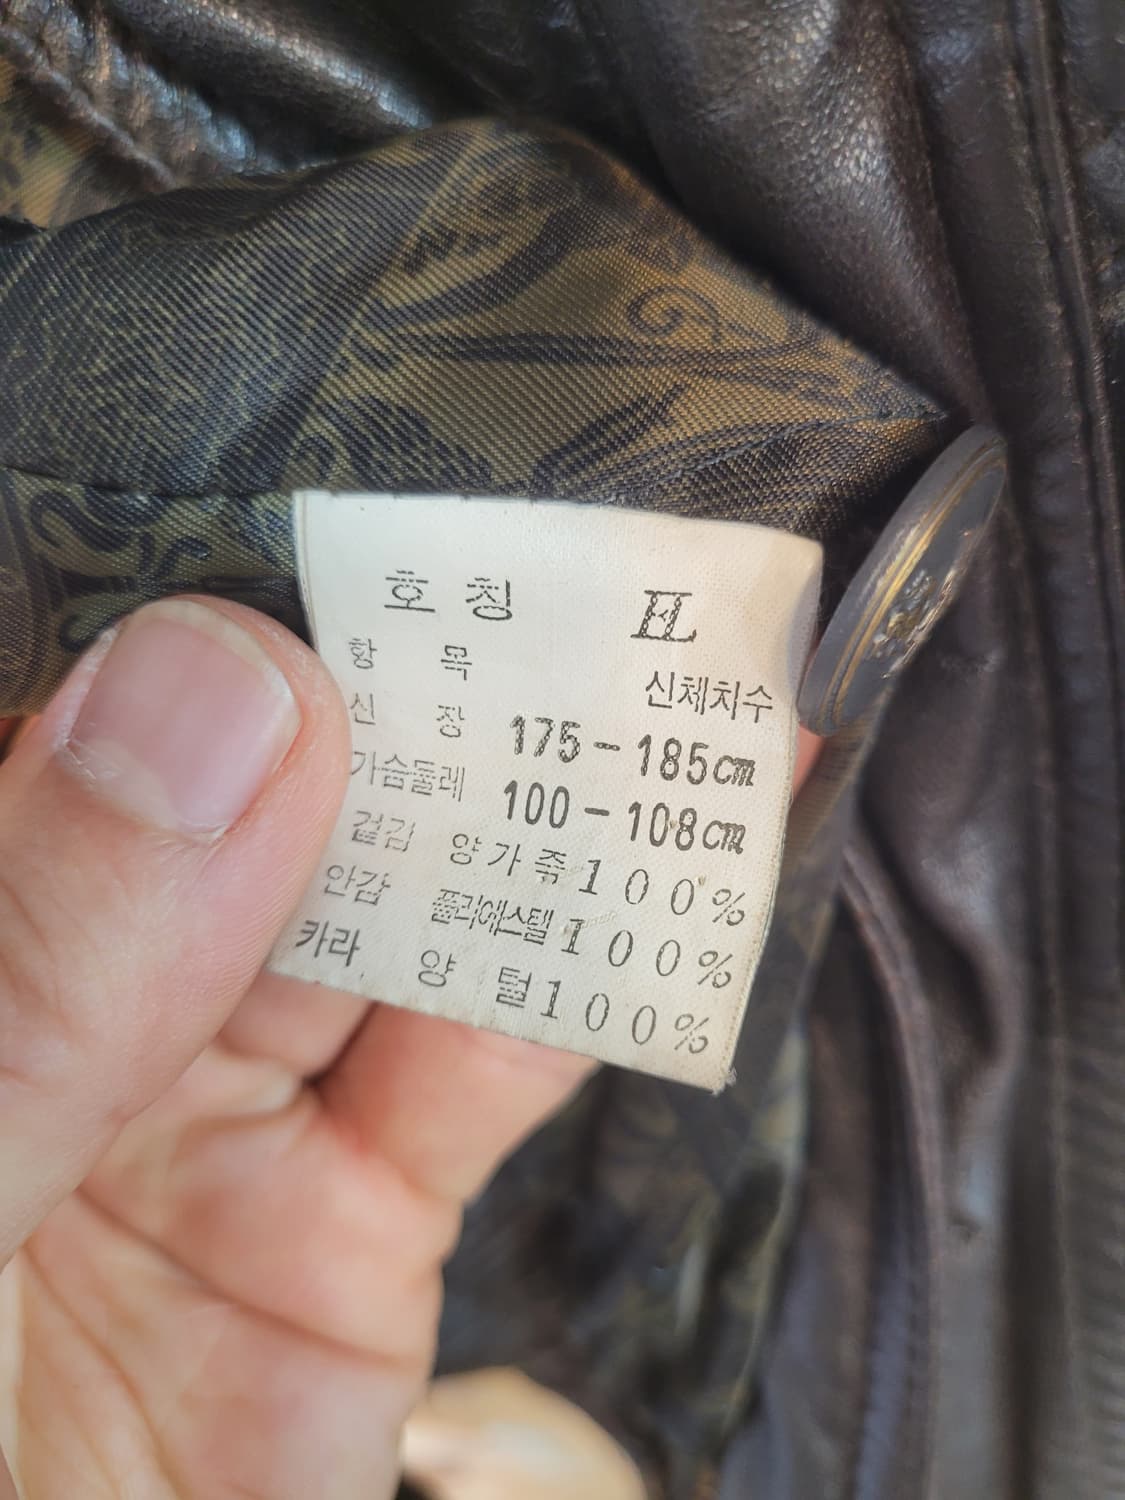 호칭 HL
항목 신체치수
신장 175-185cm
가슴둘레 100-108cm
겉감 양가죾100%
안감 폴리에스텔100%
카라 양털100%